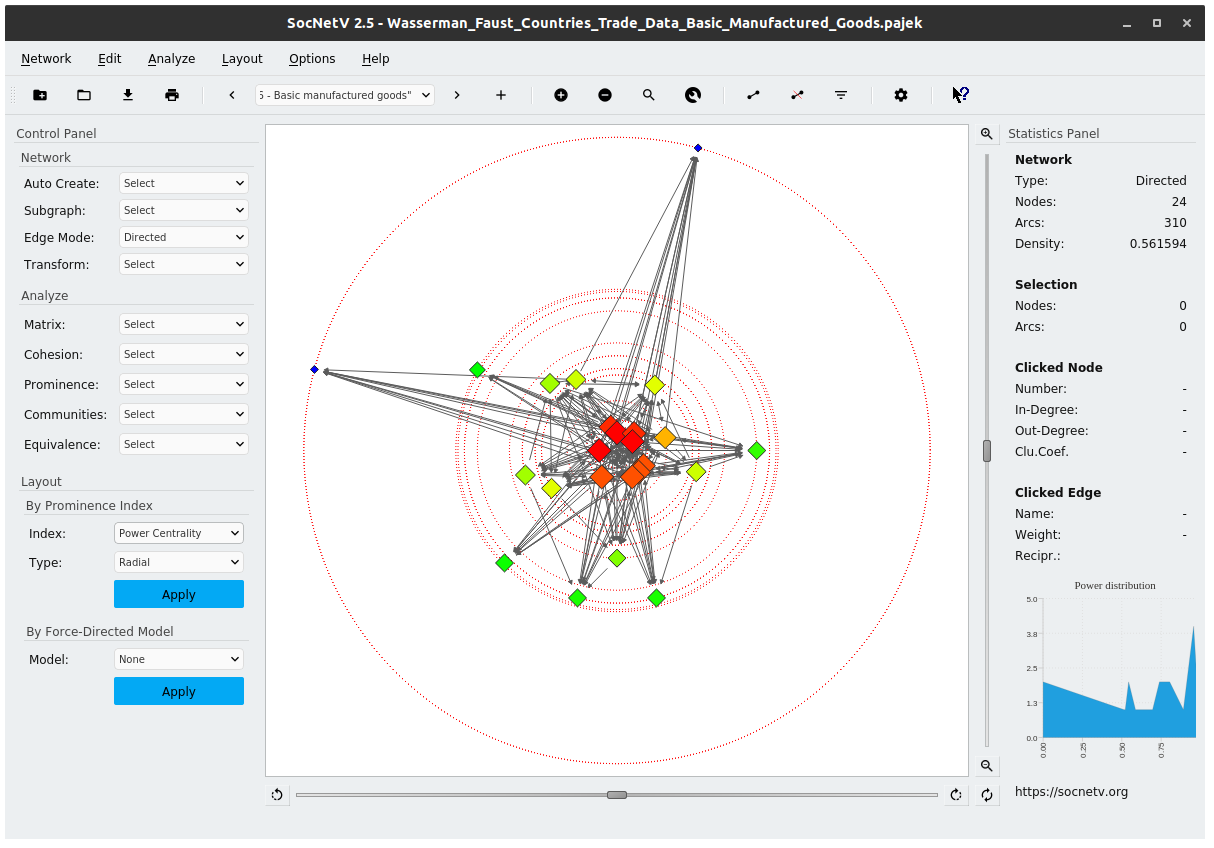 SocNetV 2.5 - Wasserman_Faust_Countries_Trade_Data_Basic_Manufactured_Goods.pajek
Network Edit Analyze Layout Options Help
5 - Basic manufactured goods"
Control Panel
Network
Auto Create: Select
Subgraph: Select
Edge Mode: Directed
Transform: Select
Analyze
Matrix: Select
Cohesion: Select
Prominence: Select
Communities: Select
Equivalence: Select
Layout
By Prominence Index
Index: Power Centrality
Type: Radial
Apply
By Force-Directed Model
Model: None
Apply
Statistics Panel
Network
Type: Directed
Nodes: 24
Arcs: 310
Density: 0.561594
Selection
Nodes: 0
Arcs: 0
Clicked Node
Number: -
In-Degree: -
Out-Degree: -
Clu.Coef. -
Clicked Edge
Name: -
Weight: -
Recipr.:
Power distribution
5.0
3.8
2.5
1.3
0.0
0.00 0.25 0.50 0.75
https://socnetv.org